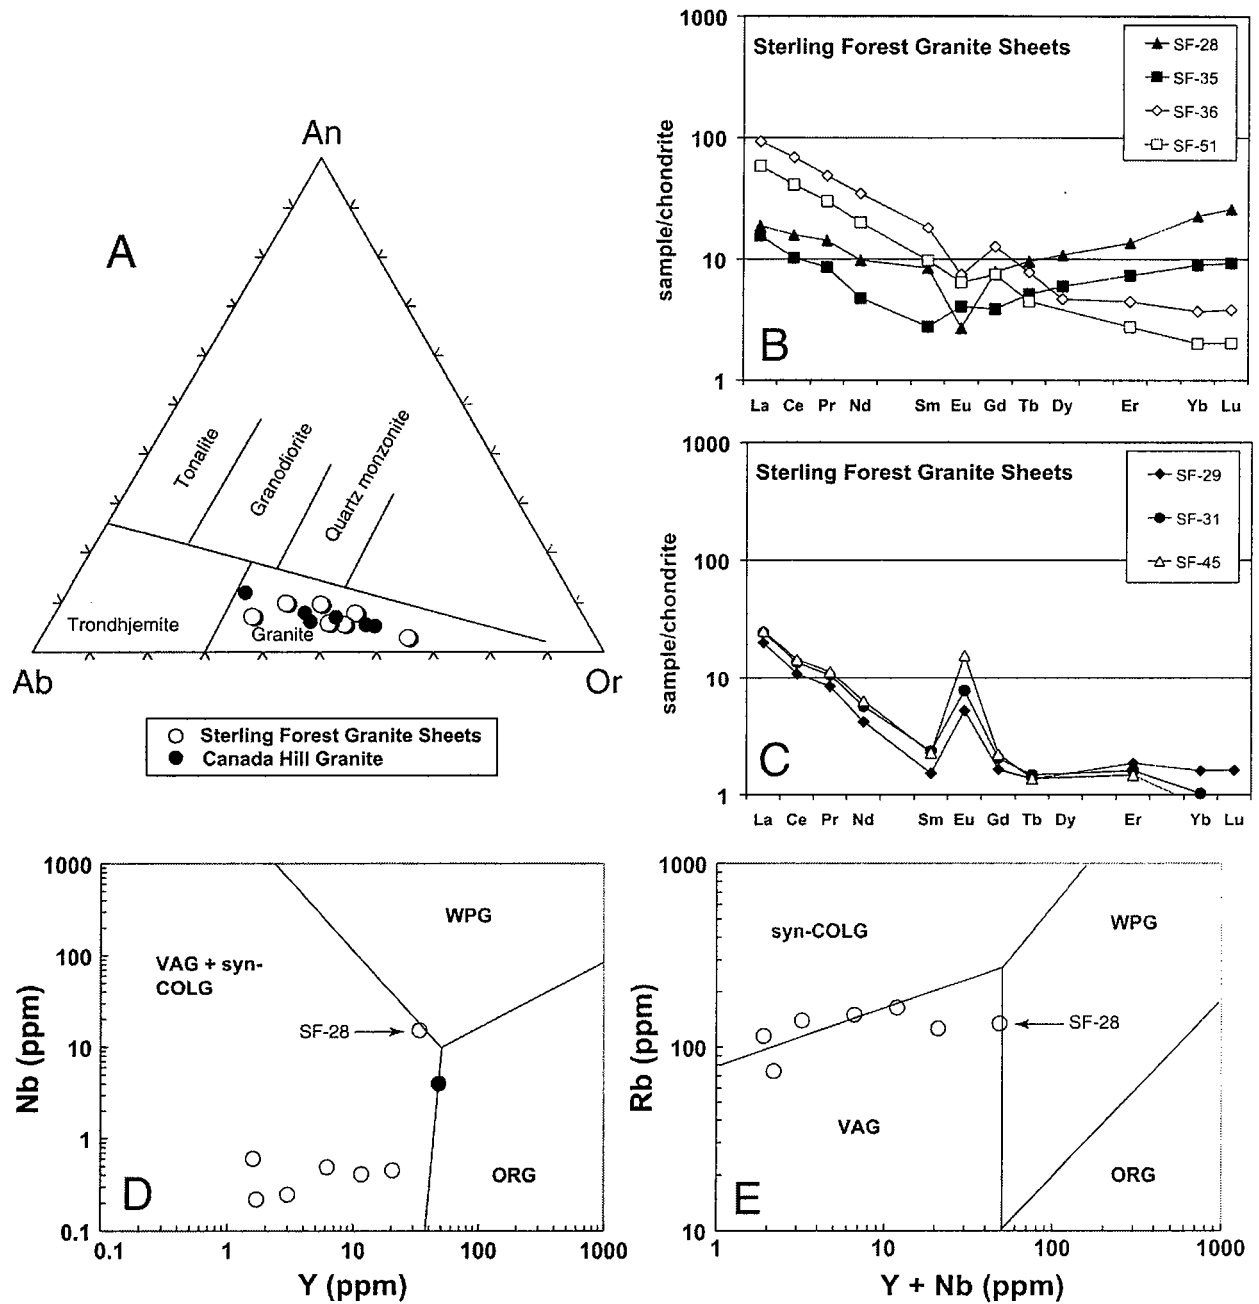 An
A
Tonalite
Granodiorite
Quartz monzonite
Trondhjemite
Granite
Ab
Or
Sterling Forest Granite Sheets
Canada Hill Granite
1000
100
10
1
sample/chondrite
Sterling Forest Granite Sheets
SF-28
SF-35
SF-36
SF-51
B
La Ce Pr Nd Sm Eu Gd Tb Dy Er Yb Lu
1000
100
10
1
sample/chondrite
Sterling Forest Granite Sheets
SF-29
SF-31
SF-45
C
La Ce Pr Nd Sm Eu Gd Tb Dy Er Yb Lu
1000
100
10
1
0.1
Nb (ppm)
WPG
VAG + syn-
COLG
SF-28
ORG
D
0.1 1 10 100 1000
Y (ppm)
1000
100
10
Rb (ppm)
syn-COLG
WPG
SF-28
VAG
ORG
E
1 10 100 1000
Y + Nb (ppm)